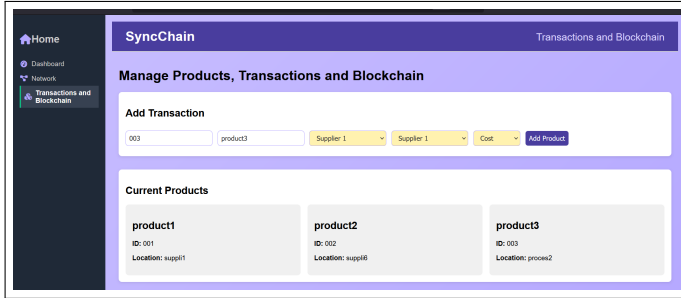 Home
SyncChain
Transactions and Blockchain
Dashboard
Network
Transactions and
Blockchain
Manage Products, Transactions and Blockchain
Add Transaction
003 product3 Supplier 1 Supplier 1 Cost Add Product
Current Products
product1 product2 product3
ID: 001 ID: 002 ID: 003
Location: suppli1 Location: suppli6 Location: proces2